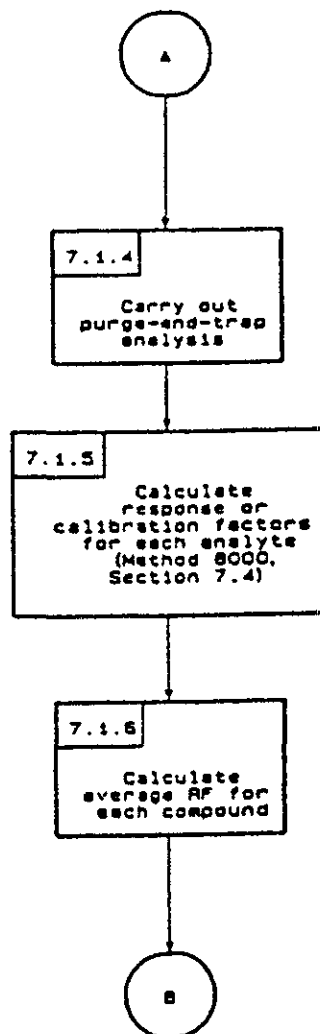 A
7.1.4
Carry out
purge-and-trap
analysis
7.1.5
Calculate
response or
calibration factors
for each analyte
(Method 8000,
Section 7.4)
7.1.6
Calculate
average RF for
each compound
B